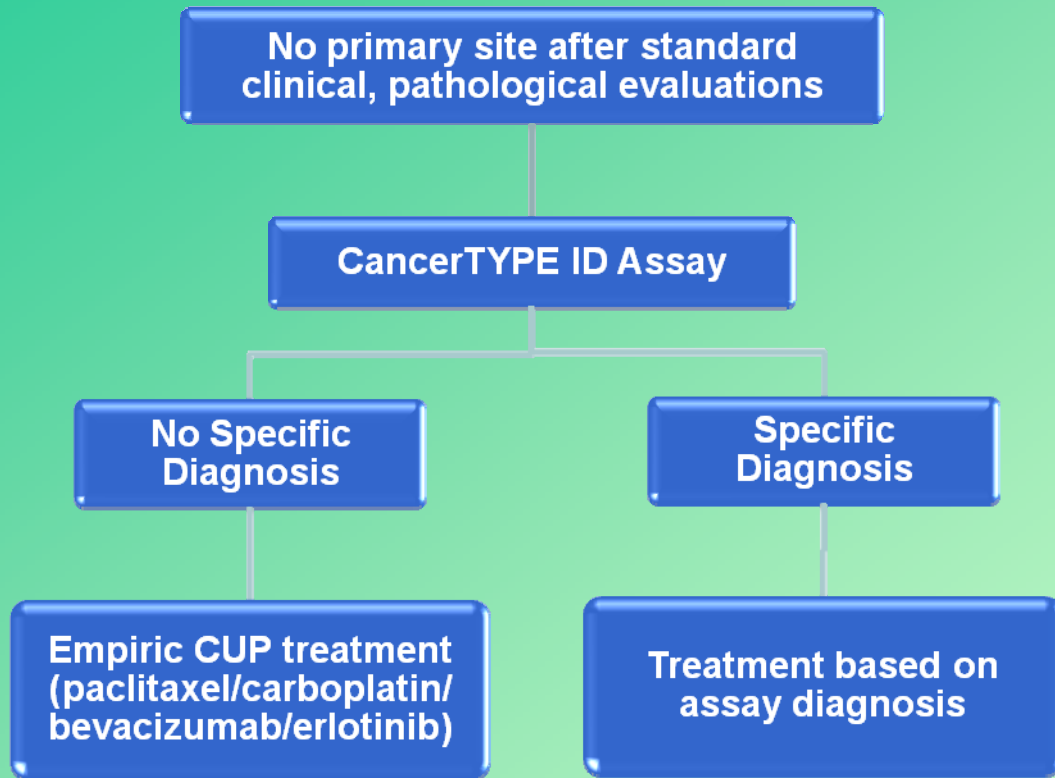 No primary site after standard
clinical, pathological evaluations
CancerTYPE ID Assay
No Specific
Diagnosis
Specific
Diagnosis
Empiric CUP treatment
(paclitaxel/carboplatin/
bevacizumab/erlotinib)
Treatment based on
assay diagnosis